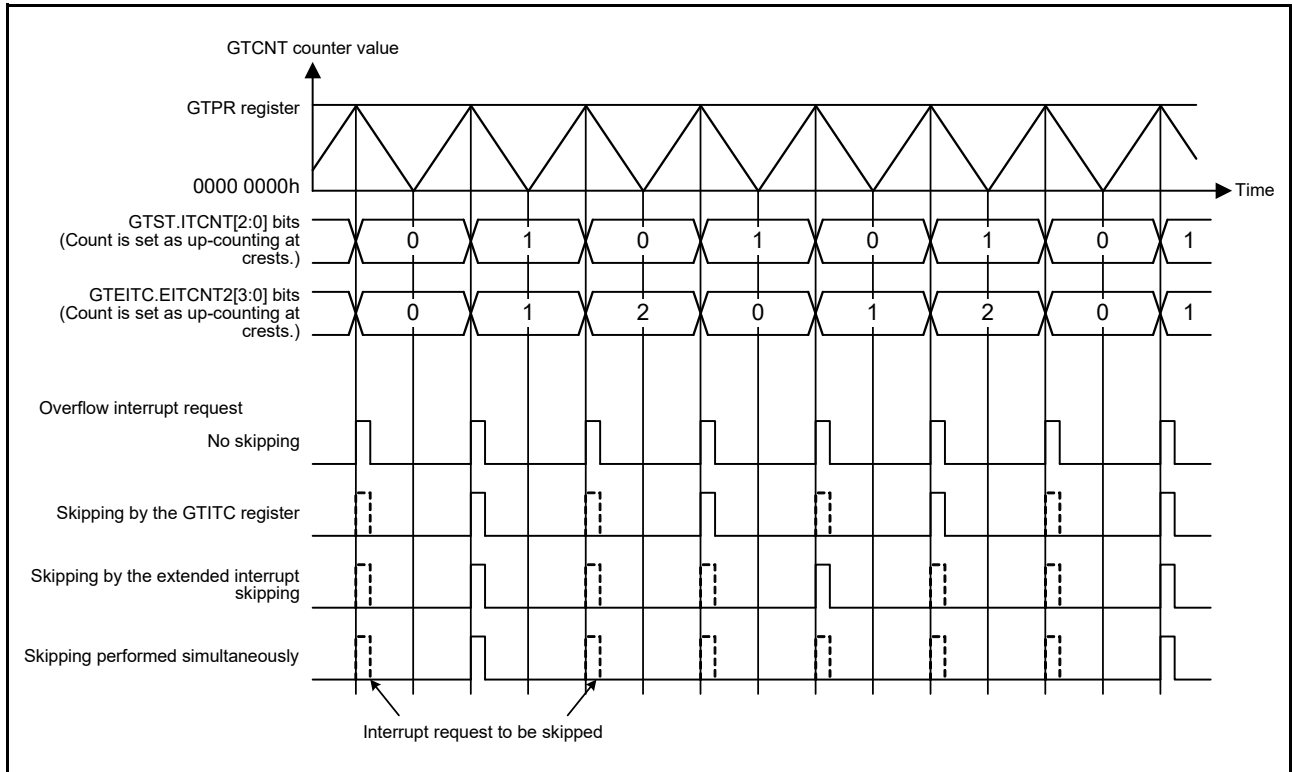 GTCNT counter value
GTPR register
0000 0000h
Time
GTST.ITCNT[2:0] bits
(Count is set as up-counting at
crests.)
0 1 0 1 0 1 0 1
GTEITC.EITCNT2[3:0] bits
(Count is set as up-counting at
crests.)
0 1 2 0 1 2 0 1
Overflow interrupt request
No skipping
Skipping by the GTITC register
Skipping by the extended interrupt
skipping
Skipping performed simultaneously
Interrupt request to be skipped